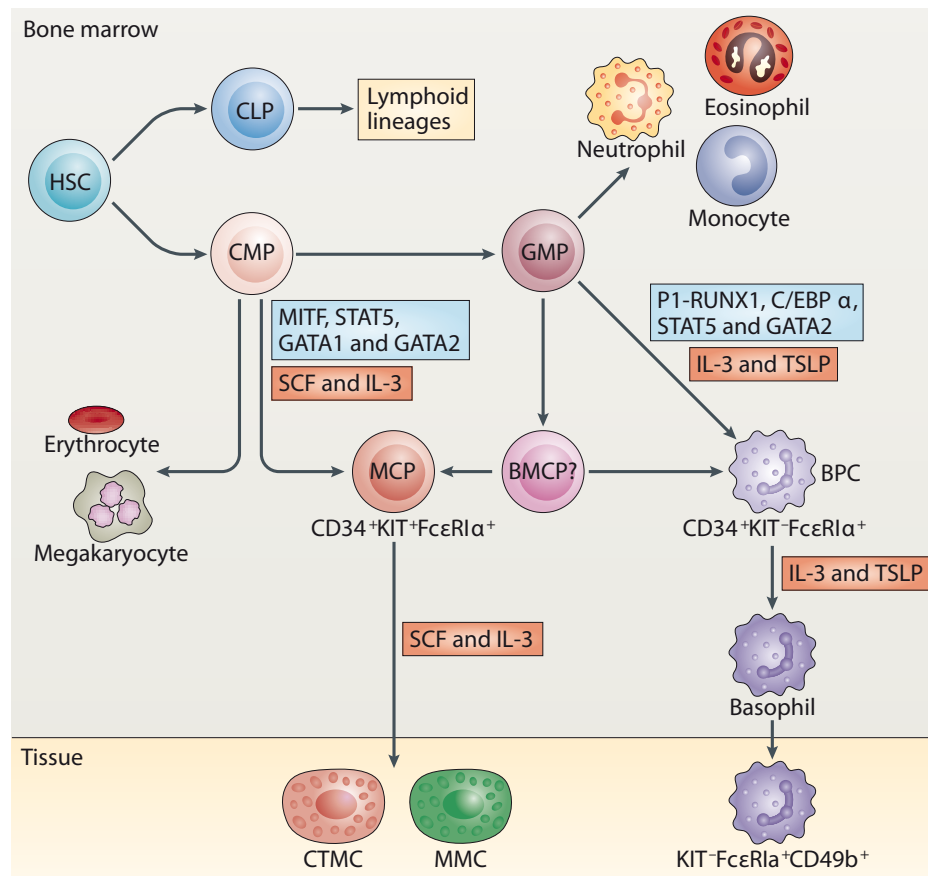 Bone marrow
CLP
Lymphoid
lineages
Eosinophil
Neutrophil
HSC
Monocyte
CMP
GMP
MITF, STAT5,
GATA1 and GATA2
SCF and IL-3
P1-RUNX1, C/EBP α,
STAT5 and GATA2
IL-3 and TSLP
Erythrocyte
Megakaryocyte
MCP
BMCP?
BPC
CD34⁺KIT⁺FcεRIα⁺
CD34⁺KIT⁻FcεRIα⁺
IL-3 and TSLP
SCF and IL-3
Basophil
Tissue
CTMC
MMC
KIT⁻FcεRIa⁺CD49b⁺